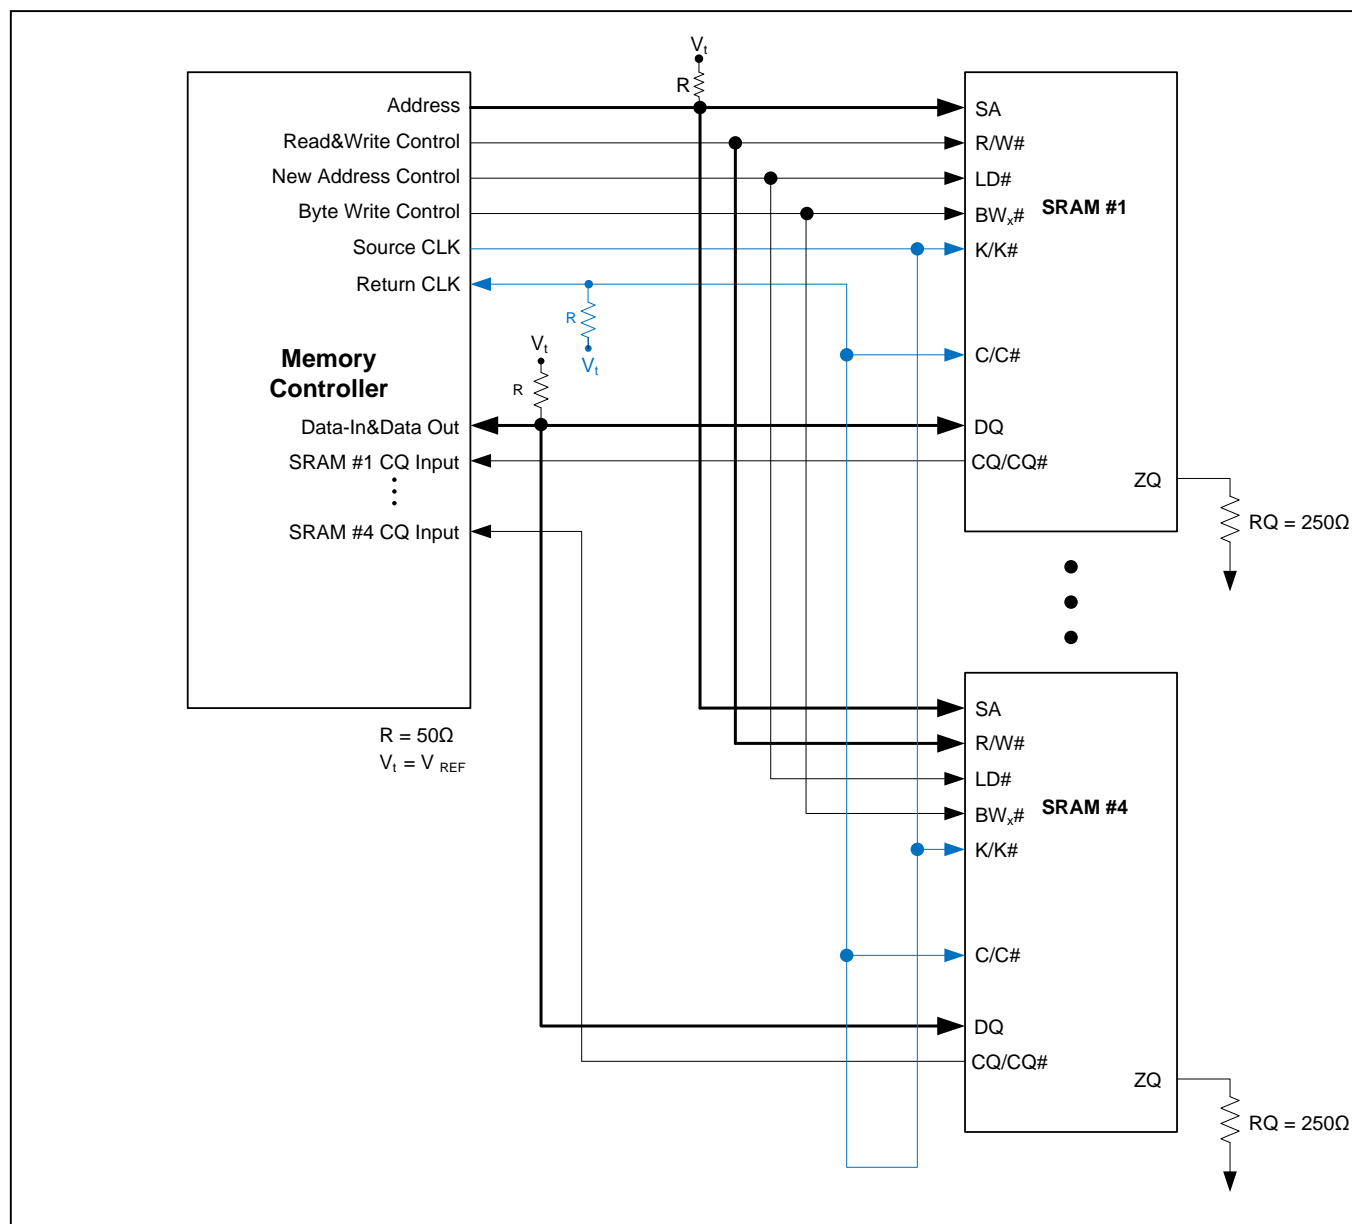 Vt
R
Address
Read&Write Control
New Address Control
Byte Write Control
Source CLK
Return CLK
Memory
Controller
Data-In&Data Out
SRAM #1 CQ Input
SRAM #4 CQ Input
R
Vt
Vt
R
R = 50Ω
Vt = V REF
SA
R/W#
LD#
BWx#
K/K#
SRAM #1
C/C#
DQ
CQ/CQ#
ZQ
RQ = 250Ω
SA
R/W#
LD#
BWx#
K/K#
SRAM #4
C/C#
DQ
CQ/CQ#
ZQ
RQ = 250Ω